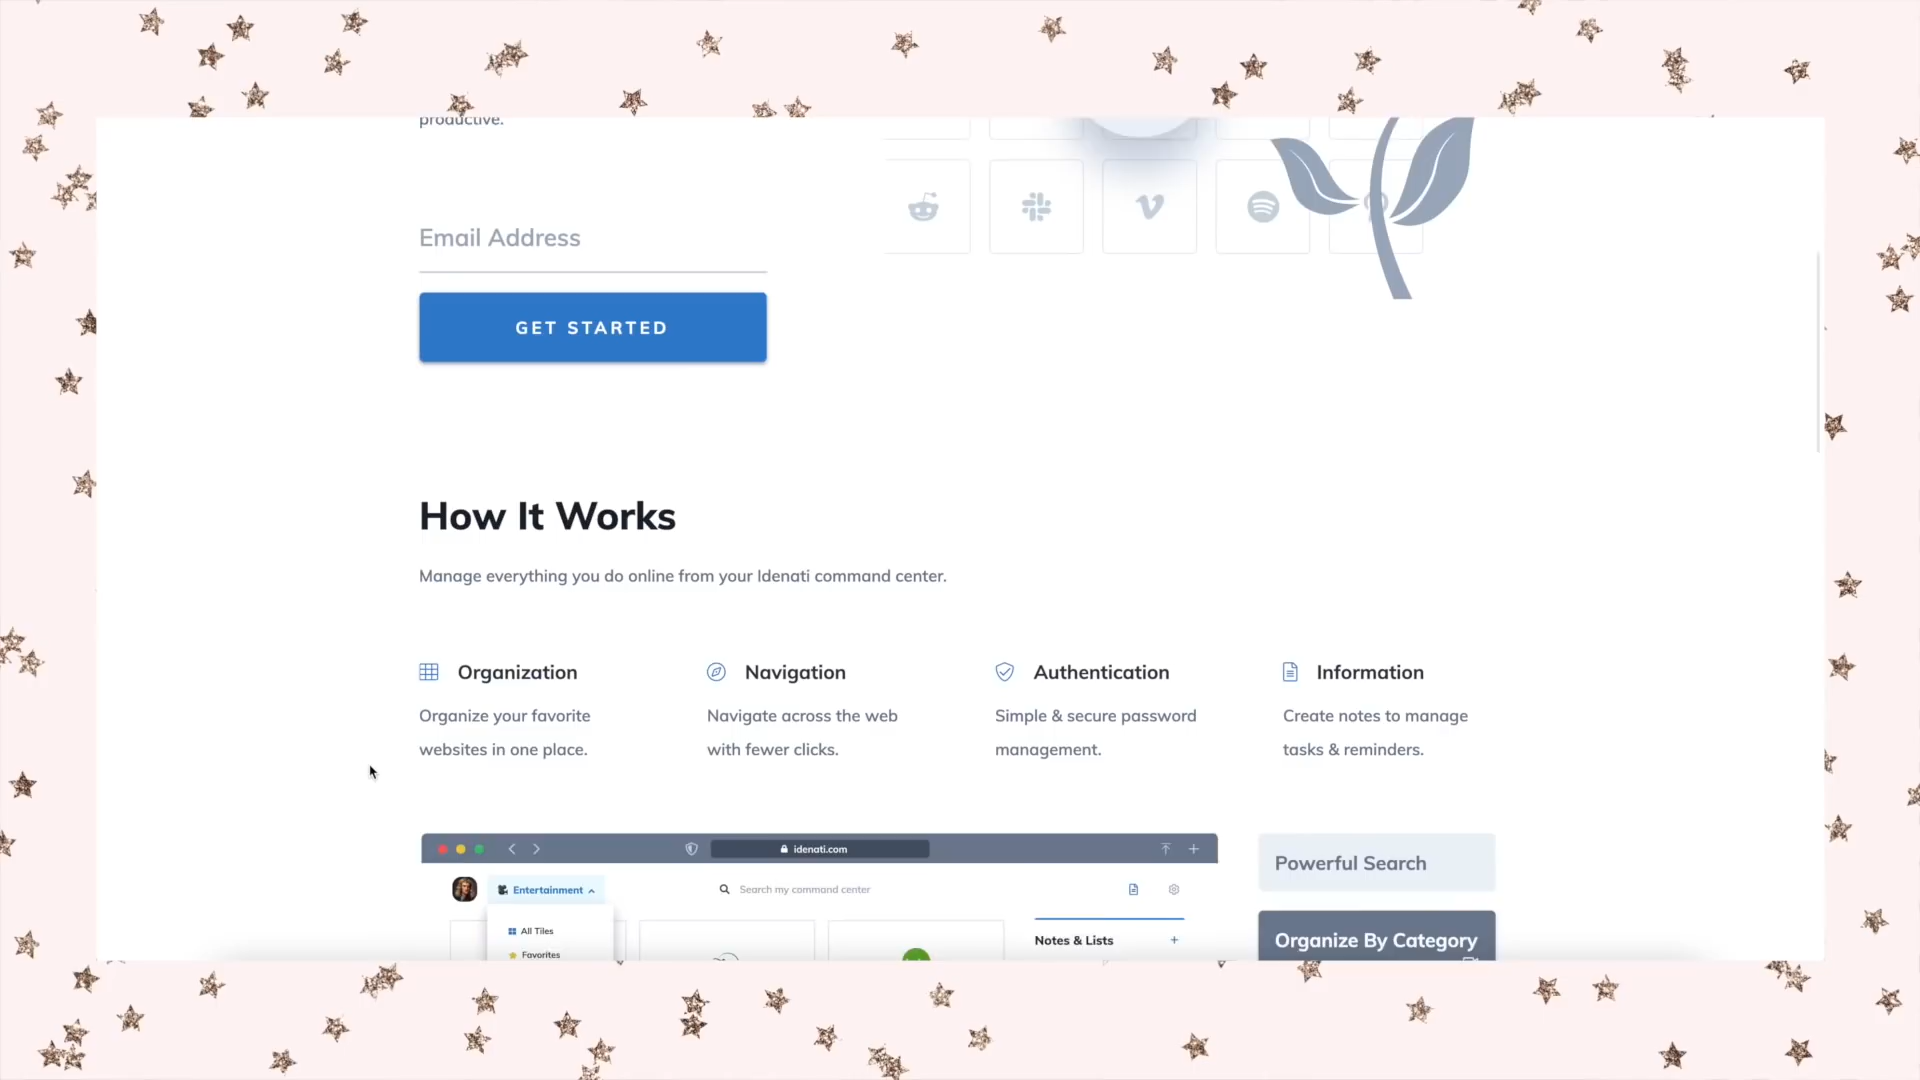 productive.
Email Address
GET STARTED
How It Works
Manage everything you do online from your Idenati command center.
Organization
Organize your favorite
websites in one place.
Navigation
Navigate across the web
with fewer clicks.
Authentication
Simple & secure password
management.
Information
Create notes to manage
tasks & reminders.
idenati.com
Entertainment
Search my command center
All Tiles
Favorites
Notes & Lists
Powerful Search
Organize By Category